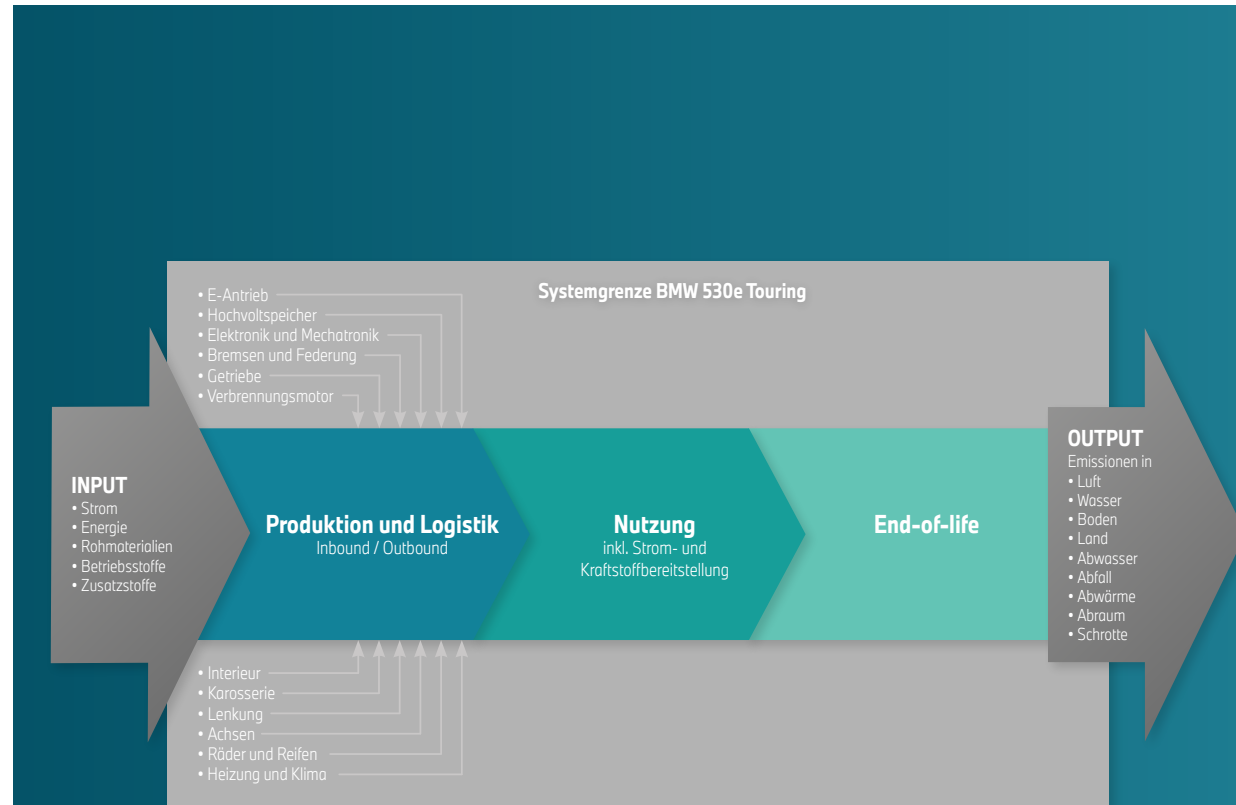 Systemgrenze BMW 530e Touring
• E-Antrieb
• Hochvoltspeicher
• Elektronik und Mechatronik
• Bremsen und Federung
• Getriebe
• Verbrennungsmotor
INPUT
• Strom
• Energie
• Rohmaterialien
• Betriebsstoffe
• Zusatzstoffe
Produktion und Logistik
Inbound / Outbound
Nutzung
inkl. Strom- und
Kraftstoffbereitstellung
End-of-life
OUTPUT
Emissionen in
• Luft
• Wasser
• Boden
• Land
• Abwasser
• Abfall
• Abwärme
• Abraum
• Schrotte
• Interieur
• Karosserie
• Lenkung
• Achsen
• Räder und Reifen
• Heizung und Klima